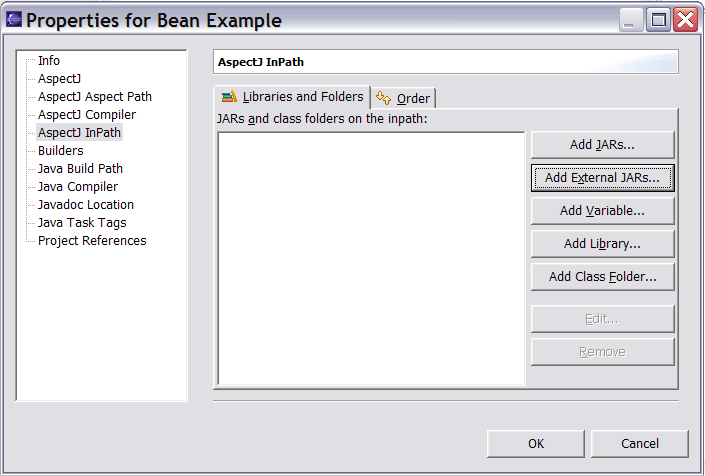 Properties for Bean Example
Info
AspectJ
AspectJ Aspect Path
AspectJ Compiler
AspectJ InPath
Builders
Java Build Path
Java Compiler
Javadoc Location
Java Task Tags
Project References
AspectJ InPath
Libraries and Folders
Order
JARs and class folders on the inpath:
Add JARs...
Add External JARs...
Add Variable...
Add Library...
Add Class Folder...
Edit...
Remove
OK
Cancel